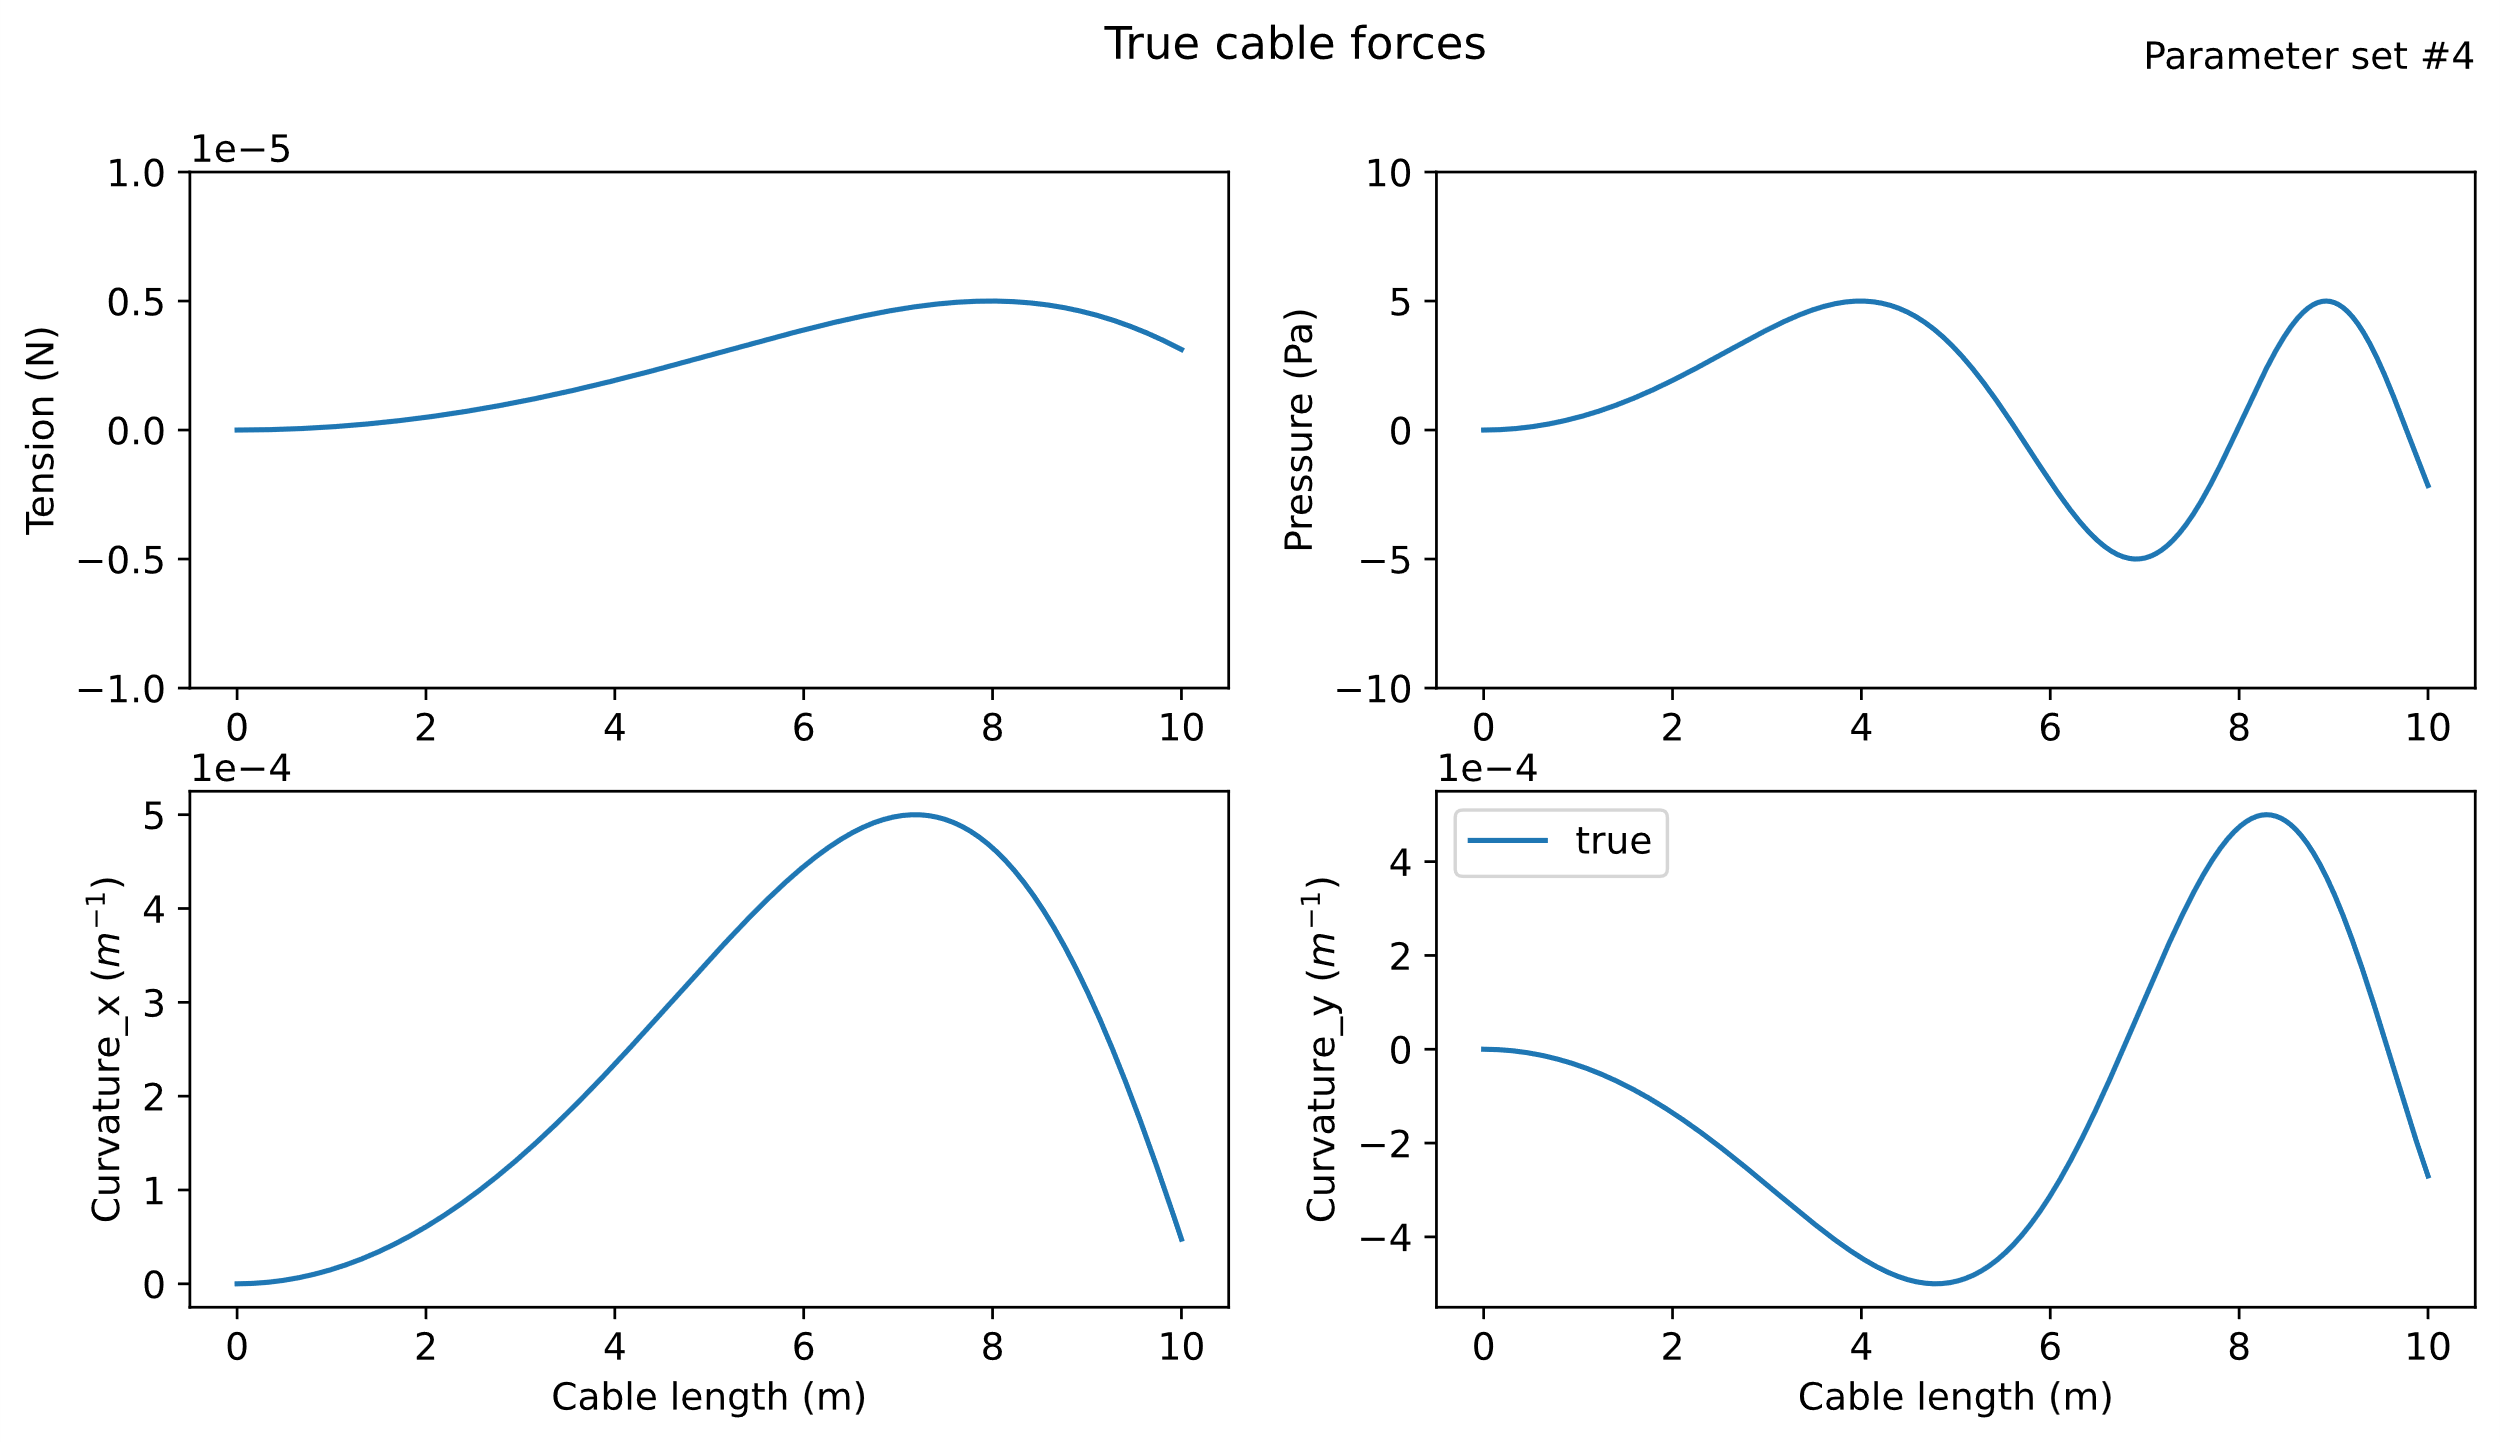 True cable forces
Parameter set #4
1e−5
1.0
0.5
0.0
−0.5
−1.0
Tension (N)
0 2 4 6 8 10
10
5
0
−5
−10
Pressure (Pa)
0 2 4 6 8 10
1e−4
5
4
3
2
1
0
Curvature_x (m⁻¹)
0 2 4 6 8 10
Cable length (m)
1e−4
true
4
2
0
−2
−4
Curvature_y (m⁻¹)
0 2 4 6 8 10
Cable length (m)